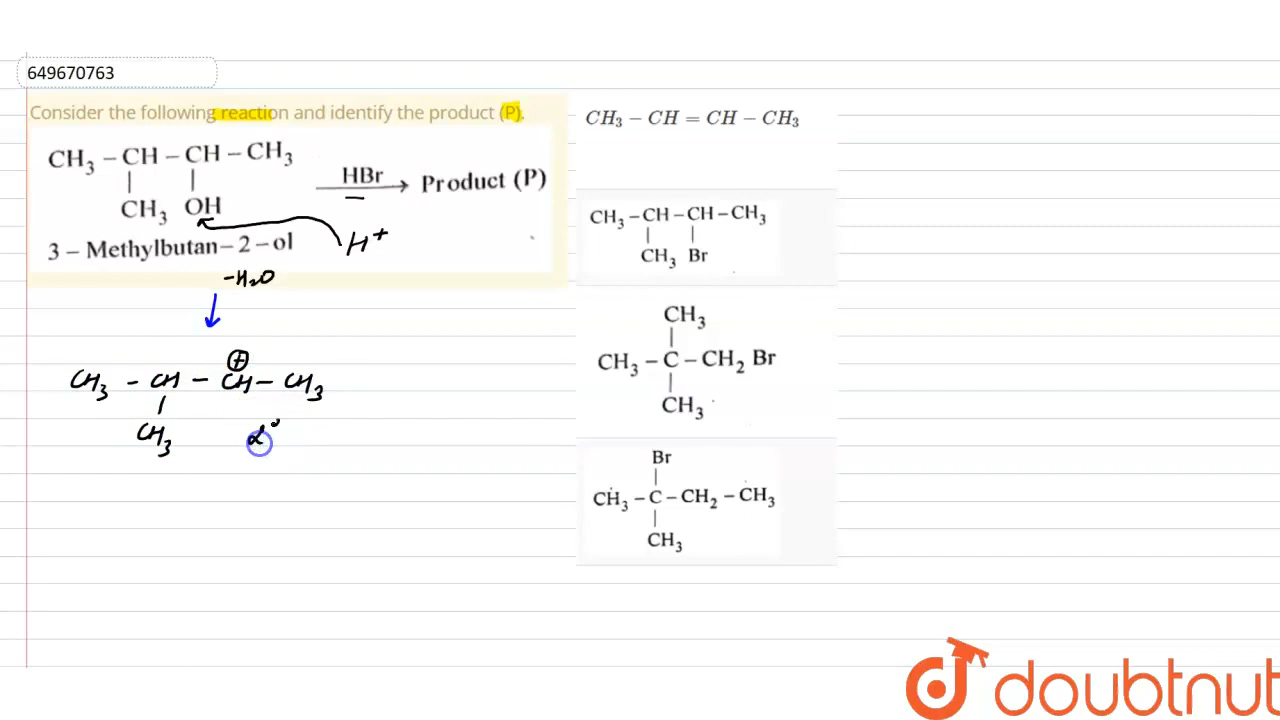 649670763
Consider the following reaction and identify the product (P).
CH3 – CH – CH – CH3
| |
CH3 OH
HBr
Product (P)
3 – Methylbutan – 2 – ol
H+
-H2O
+
CH3 - CH - CH - CH3
|
CH3 2°
CH3 − CH = CH − CH3
CH3 – CH – CH – CH3
| |
CH3 Br
CH3
|
CH3 – C – CH2 Br
|
CH3
Br
|
CH3 – C – CH2 – CH3
|
CH3
doubtnut